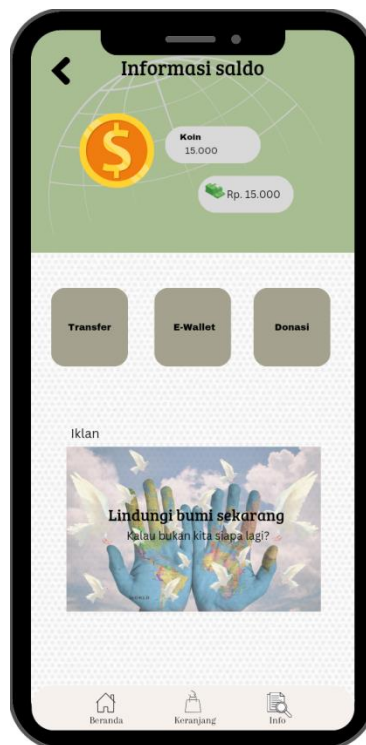 Informasi saldo
$
Koin
15.000
Rp. 15.000
Transfer
E-Wallet
Donasi
Iklan
Lindungi bumi sekarang
Kalau bukan kita siapa lagi?
WORLD
Beranda
Keranjang
Info